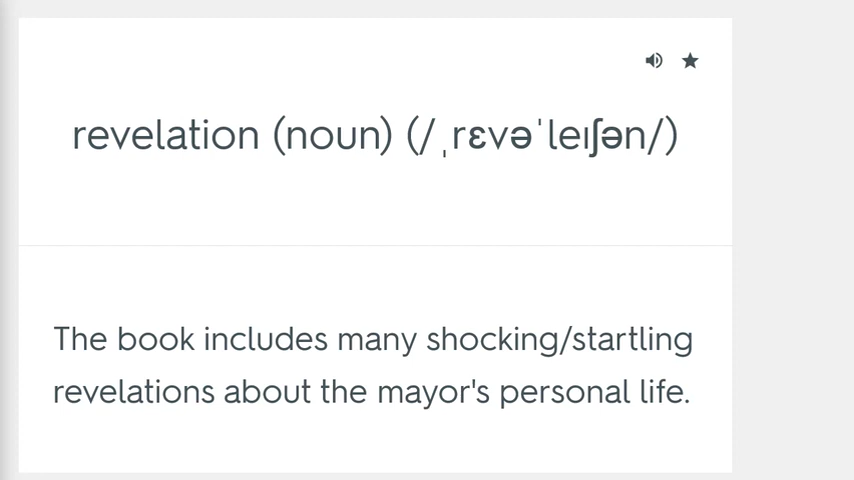 revelation (noun) (/ˌrɛvəˈleɪʃən/)
The book includes many shocking/startling
revelations about the mayor's personal life.